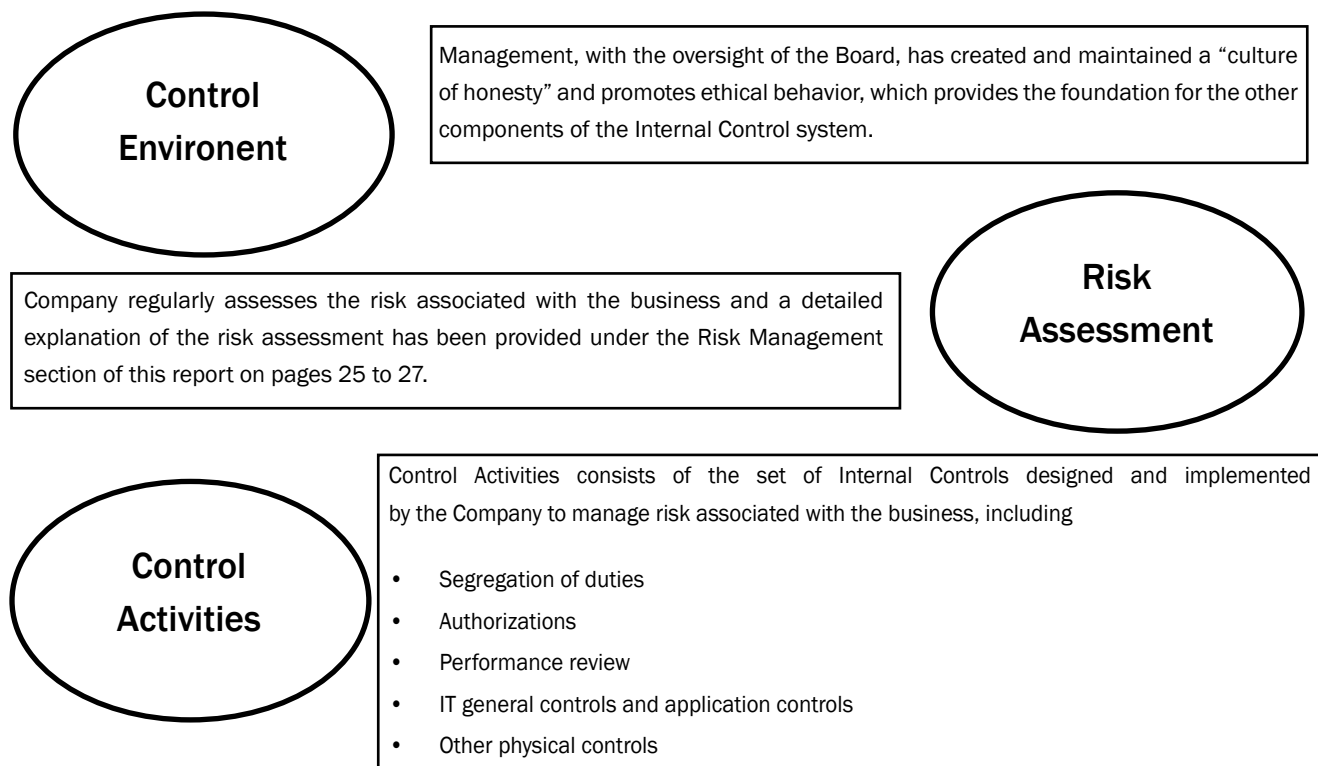 Control
Environent
Management, with the oversight of the Board, has created and maintained a “culture
of honesty” and promotes ethical behavior, which provides the foundation for the other
components of the Internal Control system.
Risk
Assessment
Company regularly assesses the risk associated with the business and a detailed
explanation of the risk assessment has been provided under the Risk Management
section of this report on pages 25 to 27.
Control
Activities
Control Activities consists of the set of Internal Controls designed and implemented
by the Company to manage risk associated with the business, including
• Segregation of duties
• Authorizations
• Performance review
• IT general controls and application controls
• Other physical controls